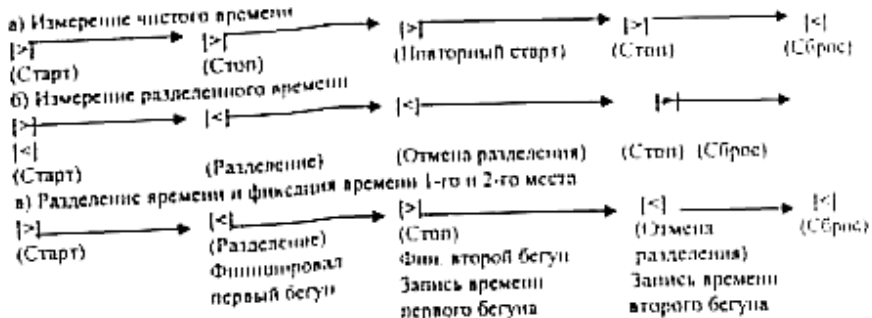 а) Измерение чистого времени
|>| |>| |>| |>| |<|
(Старт) (Стоп) (Повторный старт) (Стоп) (Сброс)
б) Измерение разделенного времени
|>| |<| |<| |>|
|<|
(Старт) (Разделение) (Отмена разделения) (Стоп) (Сброс)
в) Разделение времени и фиксация времени 1-го и 2-го места
|>| |<| |>| |<| |<|
(Старт) (Разделение) (Стоп) (Отмена (Сброс)
Финишировал Фин. второй бегун разделения)
первый бегун Запись времени Запись времени
первого бегуна второго бегуна